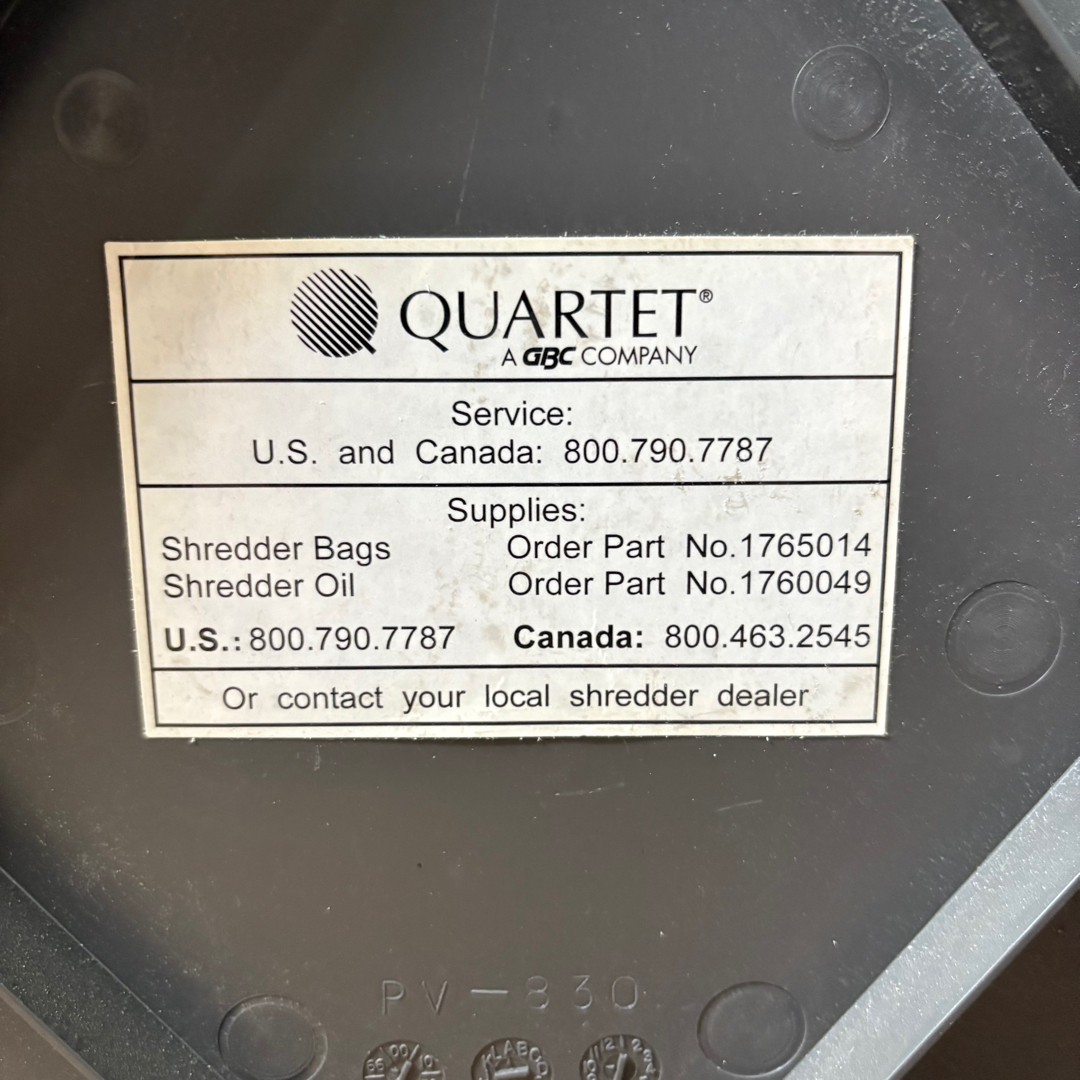 QUARTET®
A GBC COMPANY
Service:
U.S. and Canada: 800.790.7787
Supplies:
Shredder Bags Order Part No.1765014
Shredder Oil Order Part No.1760049
U.S.: 800.790.7787 Canada: 800.463.2545
Or contact your local shredder dealer
PV-830